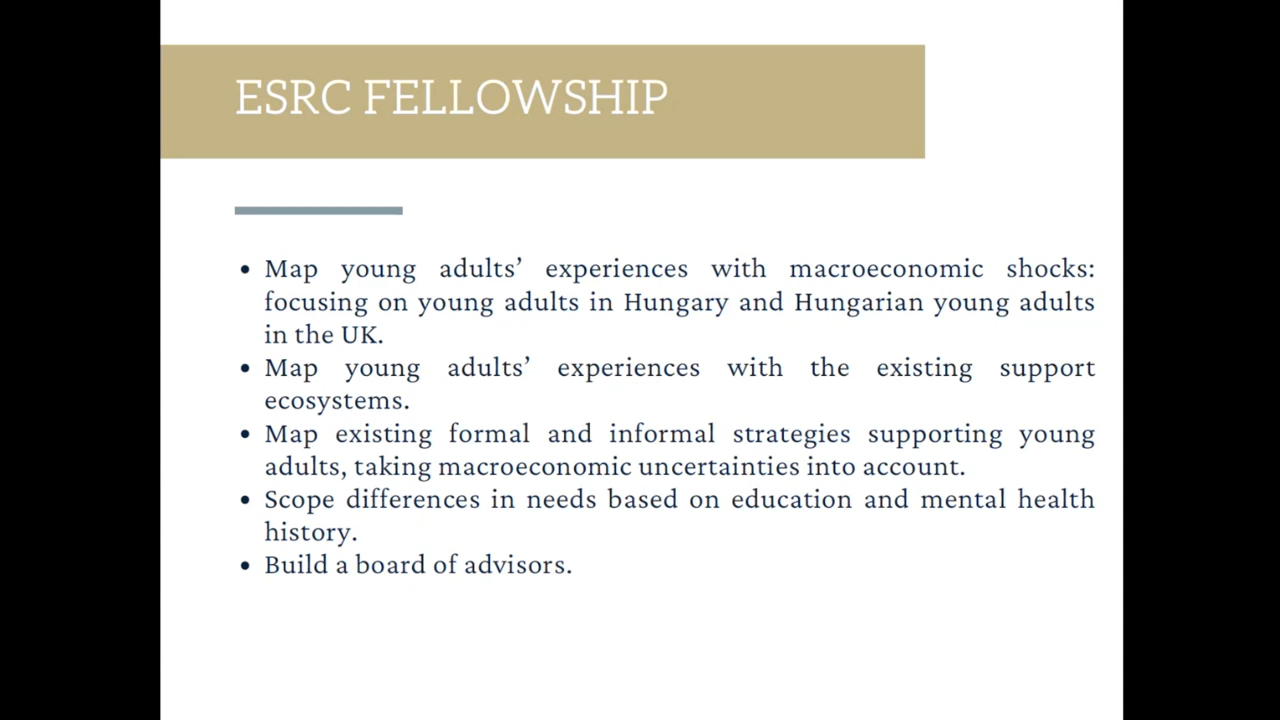 ESRC FELLOWSHIP
• Map young adults’ experiences with macroeconomic shocks:
focusing on young adults in Hungary and Hungarian young adults
in the UK.
• Map young adults’ experiences with the existing support
ecosystems.
• Map existing formal and informal strategies supporting young
adults, taking macroeconomic uncertainties into account.
• Scope differences in needs based on education and mental health
history.
• Build a board of advisors.